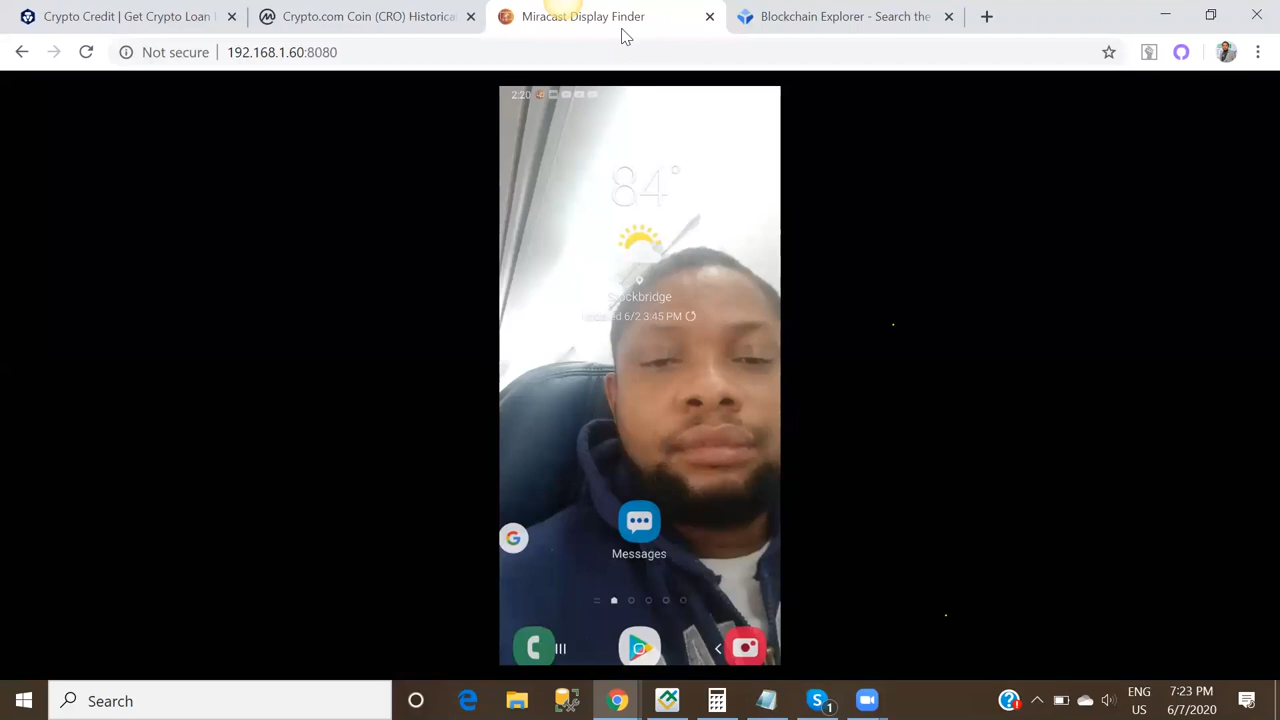 Crypto Credit | Get Crypto Loan
Crypto.com Coin (CRO) Historica
Miracast Display Finder
Blockchain Explorer - Search the
Not secure
192.168.1.60:8080
2:20
84°
Stockbridge
Updated 6/2 3:45 PM
G
Messages
Search
1
ENG
US
7:23 PM
6/7/2020